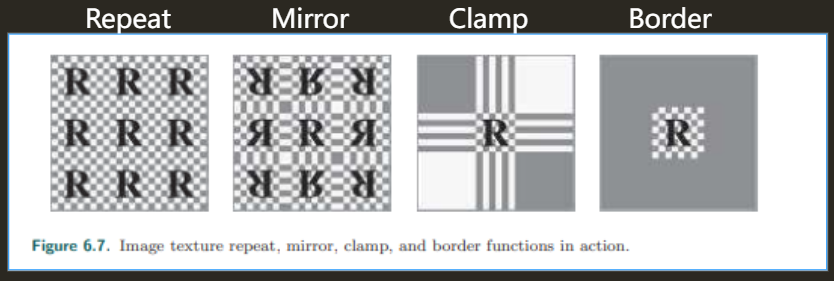 Repeat Mirror Clamp Border
R R R R R R
R R R R R R R R
R R R R R R
Figure 6.7. Image texture repeat, mirror, clamp, and border functions in action.